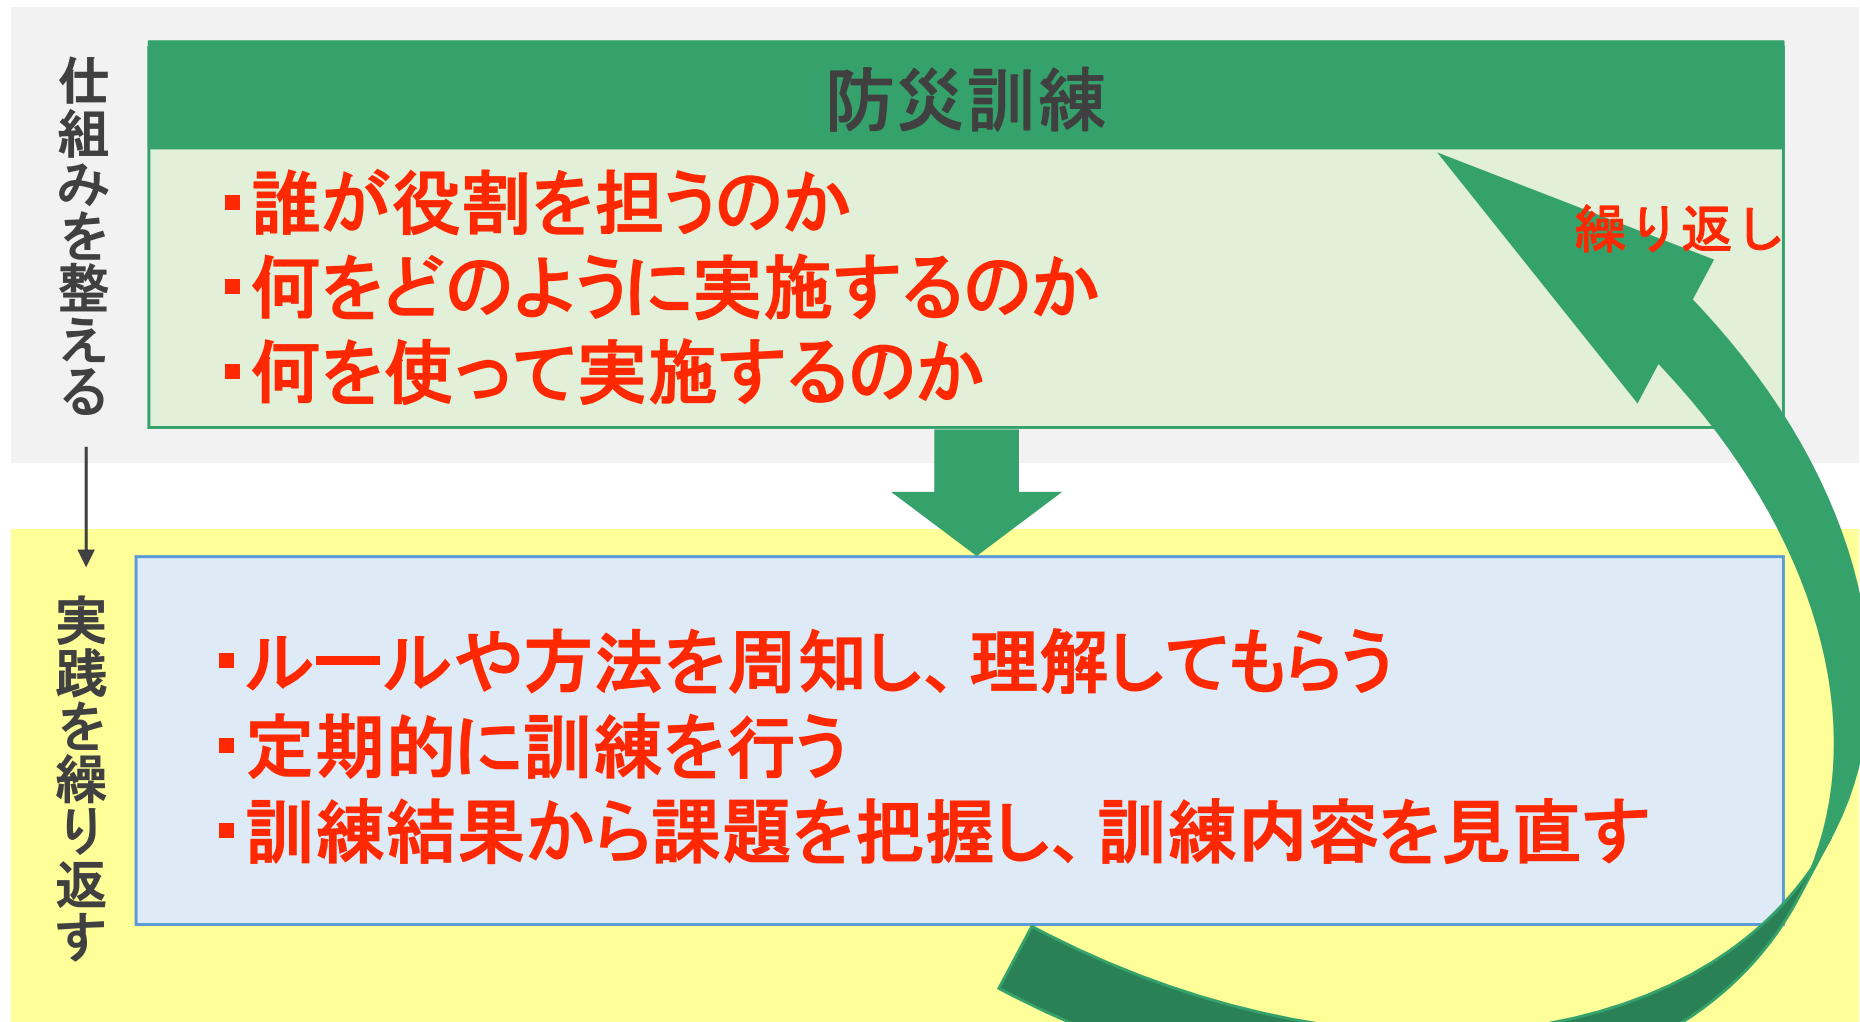 仕組みを整える
防災訓練
▪誰が役割を担うのか
▪何をどのように実施するのか
▪何を使って実施するのか
繰り返し
実践を繰り返す
▪ルールや方法を周知し、理解してもらう
▪定期的に訓練を行う
▪訓練結果から課題を把握し、訓練内容を見直す